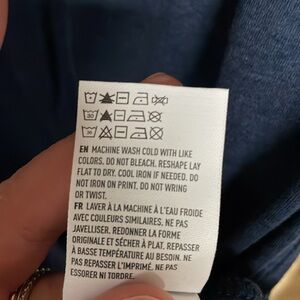 30
30
EN MACHINE WASH COLD WITH LIKE
COLORS. DO NOT BLEACH. RESHAPE LAY
FLAT TO DRY. COOL IRON IF NEEDED. DO
NOT IRON ON PRINT. DO NOT WRING
OR TWIST.
FR LAVER À LA MACHINE À L'EAU FROIDE
AVEC COULEURS SIMILAIRES. NE PAS
JAVELLISER. REDONNER LA FORME
ORIGINALE ET SÉCHER À PLAT. REPASSER
À BASSE TEMPÉRATURE AU BESOIN. NE
PAS REPASSER L'IMPRIMÉ. NE PAS
ESSORER NI TORDRE.